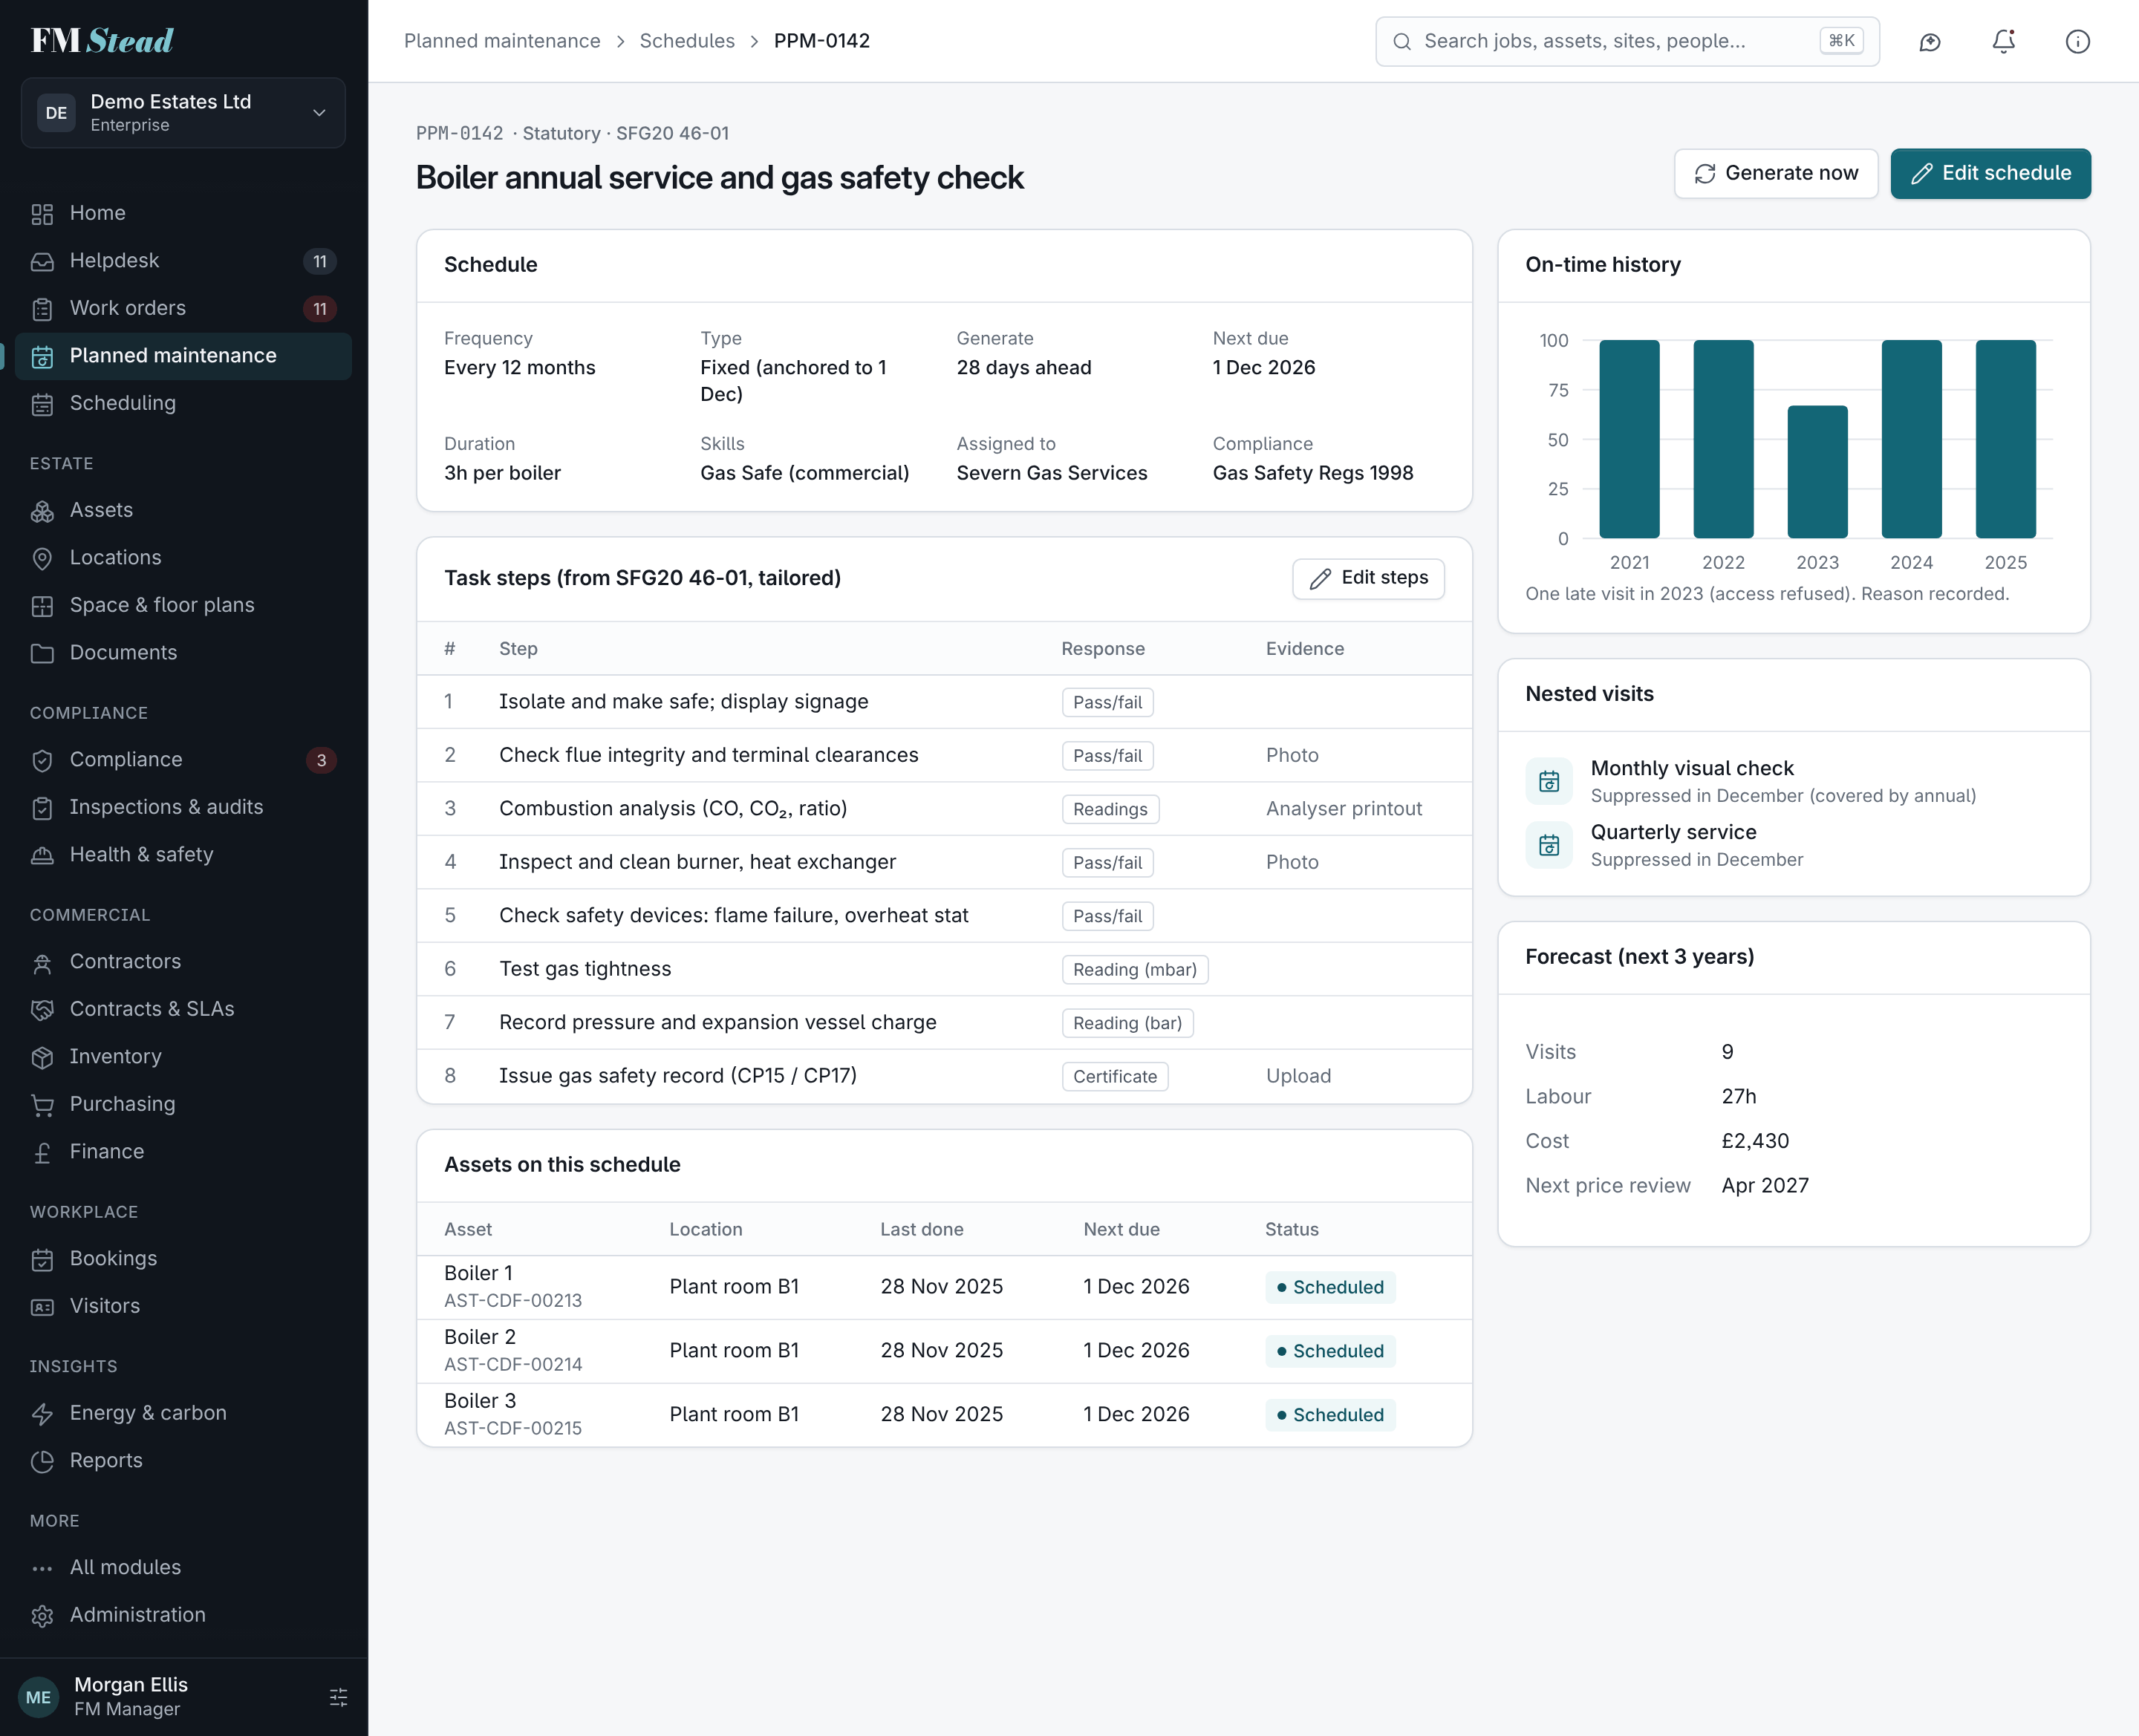 FM Stead
DE
Demo Estates Ltd
Enterprise
Home
Helpdesk 11
Work orders 11
Planned maintenance
Scheduling
ESTATE
Assets
Locations
Space & floor plans
Documents
COMPLIANCE
Compliance 3
Inspections & audits
Health & safety
COMMERCIAL
Contractors
Contracts & SLAs
Inventory
Purchasing
Finance
WORKPLACE
Bookings
Visitors
INSIGHTS
Energy & carbon
Reports
MORE
All modules
Administration
ME
Morgan Ellis
FM Manager
Planned maintenance > Schedules > PPM-0142
Search jobs, assets, sites, people... ⌘K
PPM-0142 · Statutory · SFG20 46-01
Boiler annual service and gas safety check
Generate now
Edit schedule
Schedule
Frequency Type Generate Next due
Every 12 months Fixed (anchored to 1 28 days ahead 1 Dec 2026
Dec)
Duration Skills Assigned to Compliance
3h per boiler Gas Safe (commercial) Severn Gas Services Gas Safety Regs 1998
Task steps (from SFG20 46-01, tailored) Edit steps
# Step Response Evidence
1 Isolate and make safe; display signage Pass/fail
2 Check flue integrity and terminal clearances Pass/fail Photo
3 Combustion analysis (CO, CO₂, ratio) Readings Analyser printout
4 Inspect and clean burner, heat exchanger Pass/fail Photo
5 Check safety devices: flame failure, overheat stat Pass/fail
6 Test gas tightness Reading (mbar)
7 Record pressure and expansion vessel charge Reading (bar)
8 Issue gas safety record (CP15 / CP17) Certificate Upload
Assets on this schedule
Asset Location Last done Next due Status
Boiler 1 Plant room B1 28 Nov 2025 1 Dec 2026 Scheduled
AST-CDF-00213
Boiler 2 Plant room B1 28 Nov 2025 1 Dec 2026 Scheduled
AST-CDF-00214
Boiler 3 Plant room B1 28 Nov 2025 1 Dec 2026 Scheduled
AST-CDF-00215
On-time history
100
75
50
25
0
2021 2022 2023 2024 2025
One late visit in 2023 (access refused). Reason recorded.
Nested visits
Monthly visual check
Suppressed in December (covered by annual)
Quarterly service
Suppressed in December
Forecast (next 3 years)
Visits 9
Labour 27h
Cost £2,430
Next price review Apr 2027